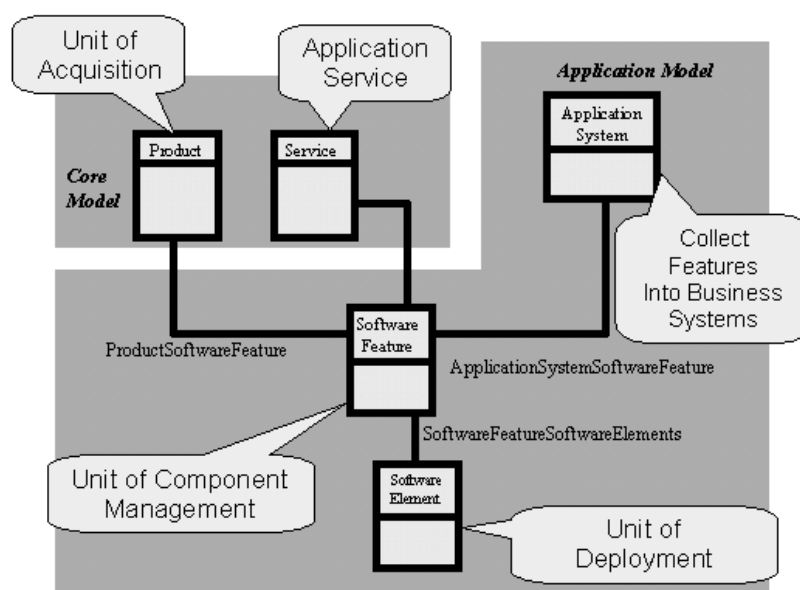 Unit of
Acquisition
Application
Service
Application Model
Product
Service
Application
System
Core
Model
Collect
Features
Into Business
Systems
Software
Feature
ProductSoftwareFeature
ApplicationSystemSoftwareFeature
SoftwareFeatureSoftwareElements
Unit of Component
Management
Software
Element
Unit of
Deployment